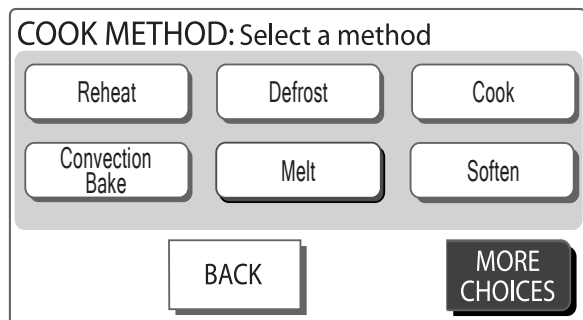 COOK METHOD: Select a method
Reheat
Defrost
Cook
Convection
Bake
Melt
Soften
BACK
MORE
CHOICES